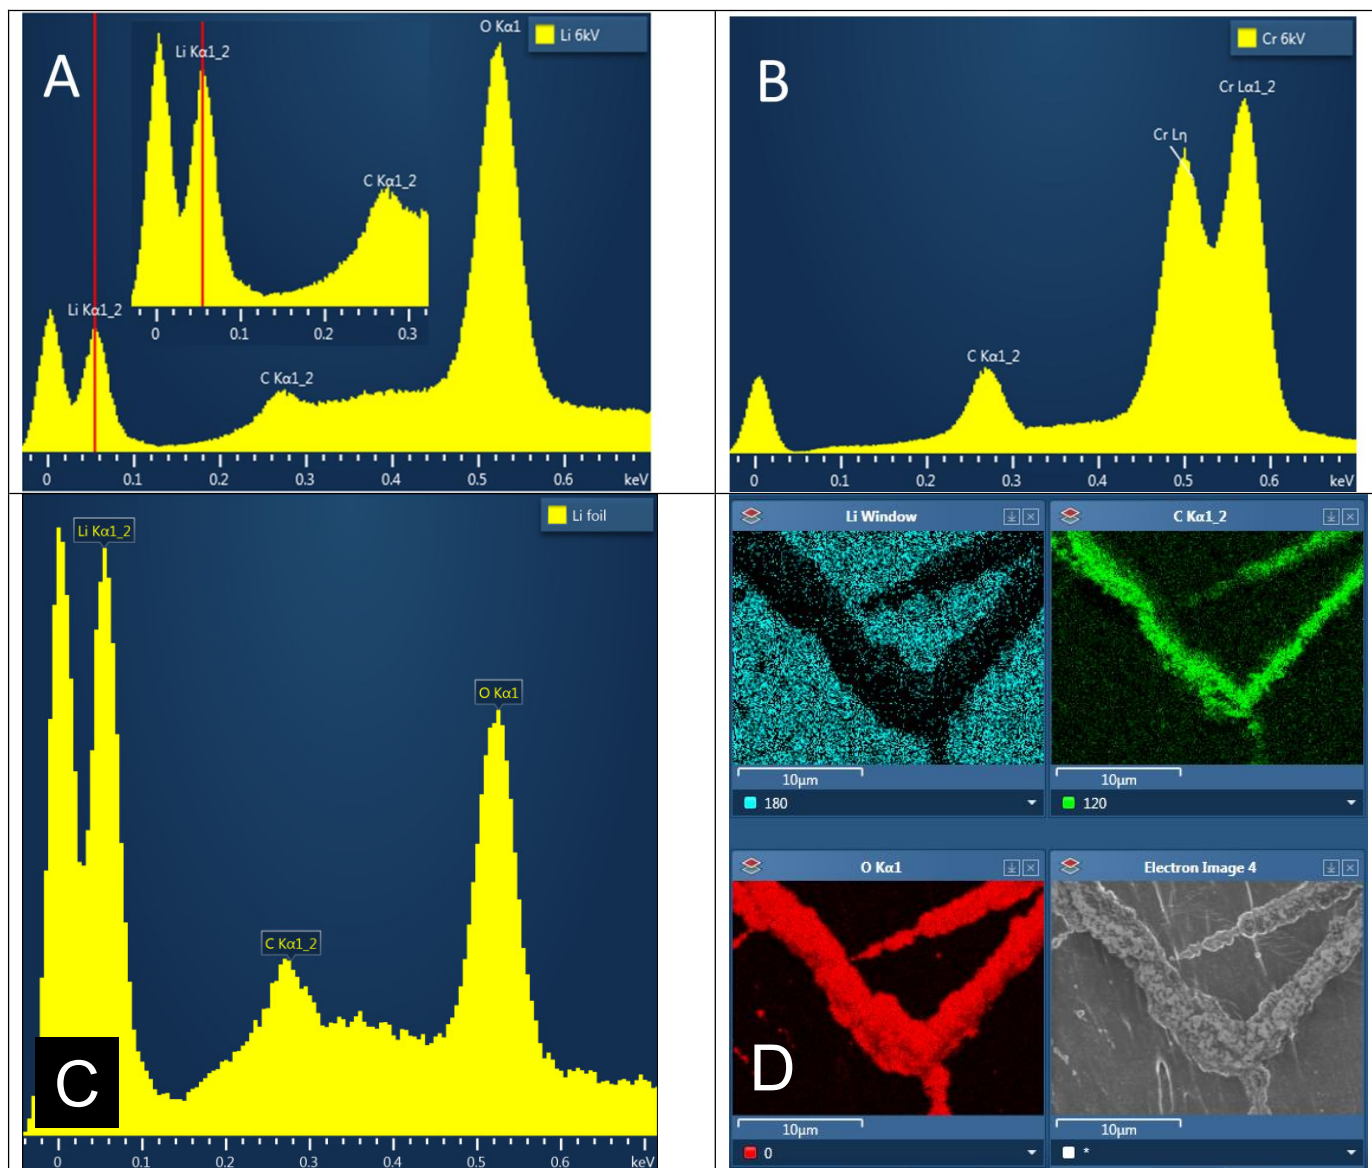 A
Li 6kV
O Kα1
Li Kα1_2
C Kα1_2
0 0.1 0.2 0.3
Li Kα1_2
C Kα1_2
0 0.1 0.2 0.3 0.4 0.5 0.6 keV
B
Cr 6kV
Cr Lα1_2
Cr Lη
C Kα1_2
0 0.1 0.2 0.3 0.4 0.5 0.6 keV
C
Li foil
Li Kα1_2
O Kα1
C Kα1_2
0 0.1 0.2 0.3 0.4 0.5 0.6 keV
Li Window
10µm
180
C Kα1_2
10µm
120
O Kα1
D
10µm
0
Electron Image 4
10µm
*